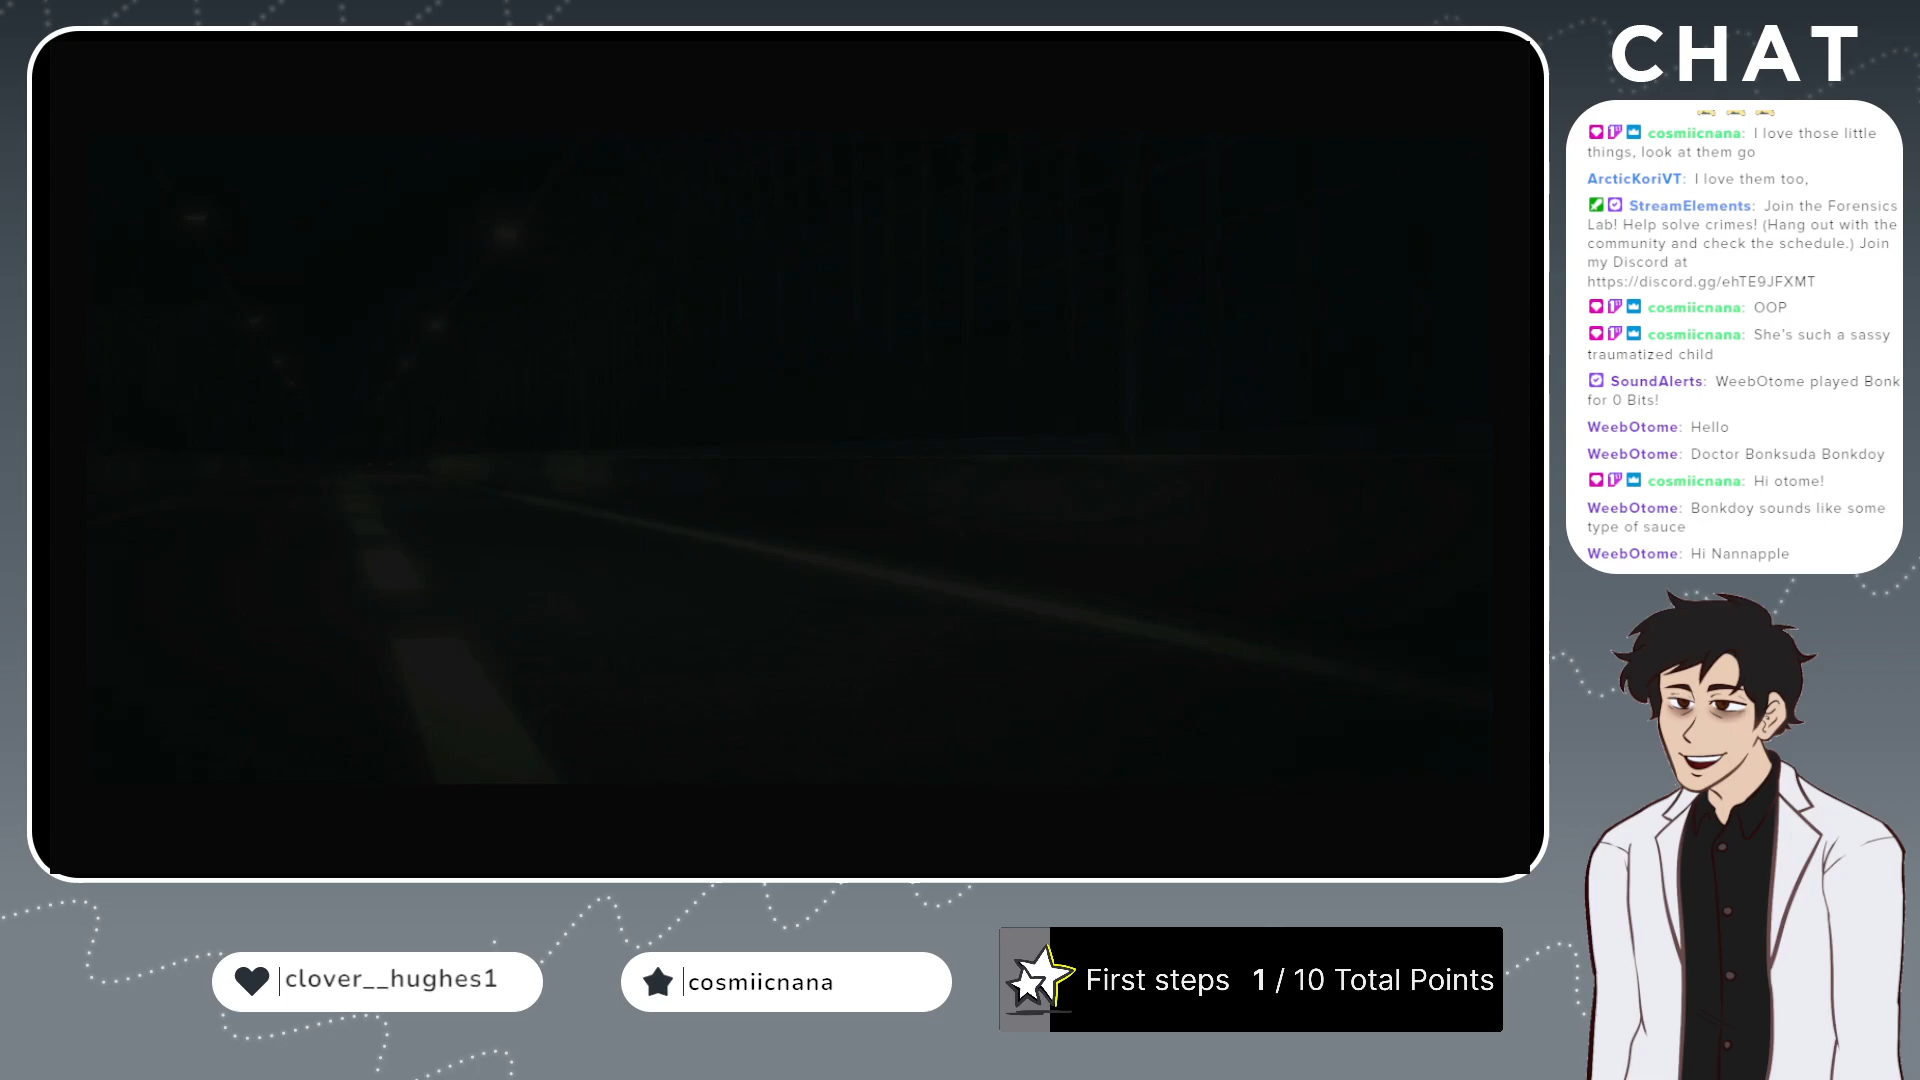 CHAT
cosmiicnana: I love those little
things, look at them go
ArcticKoriVT: I love them too,
StreamElements: Join the Forensics
Lab! Help solve crimes! (Hang out with the
community and check the schedule.) Join
my Discord at
https://discord.gg/ehTE9JFXMT
cosmiicnana: OOP
cosmiicnana: She's such a sassy
traumatized child
SoundAlerts: WeebOtome played Bonk
for 0 Bits!
WeebOtome: Hello
WeebOtome: Doctor Bonksuda Bonkdoy
cosmiicnana: Hi otome!
WeebOtome: Bonkdoy sounds like some
type of sauce
WeebOtome: Hi Nannapple
clover__hughes1
cosmiicnana
First steps 1 / 10 Total Points